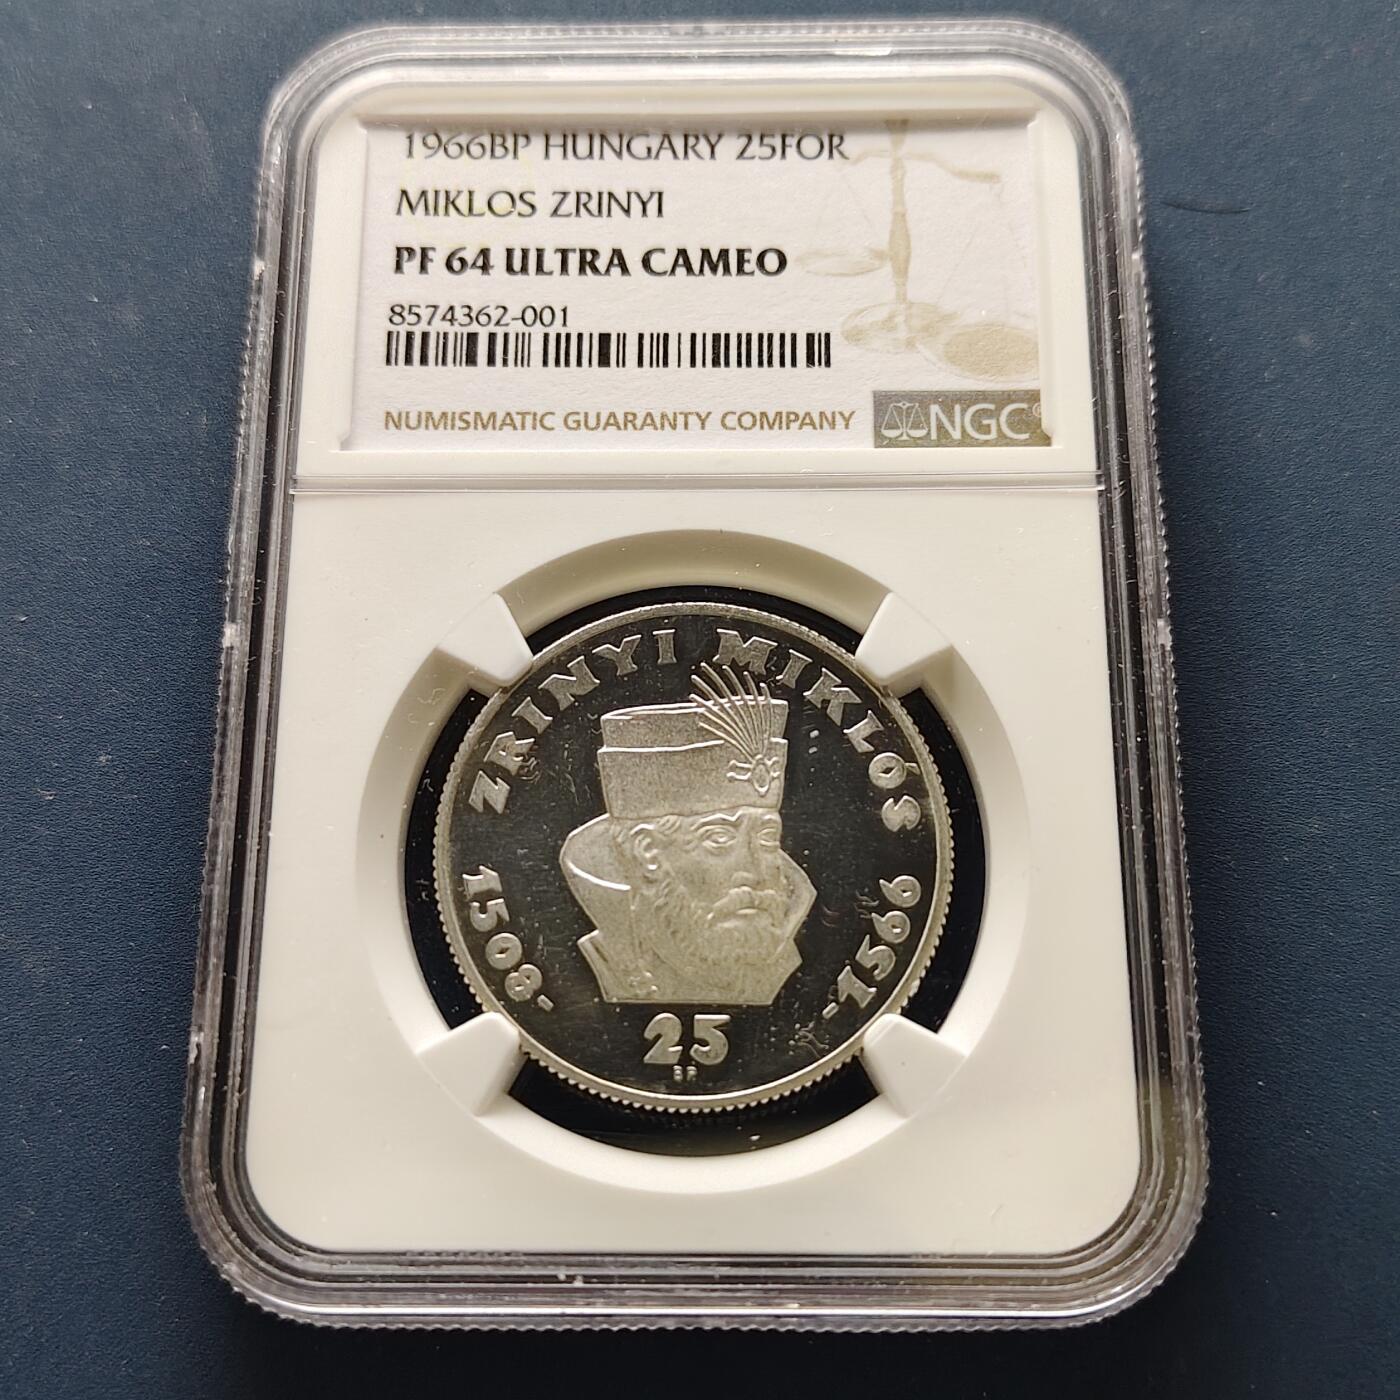 1966BP HUNGARY 25FOR
MIKLOS ZRINYI
PF 64 ULTRA CAMEO
8574362-001
NUMISMATIC GUARANTY COMPANY
NGC
ZRINYI MIKLÓS
1508-
-1566
25
BP